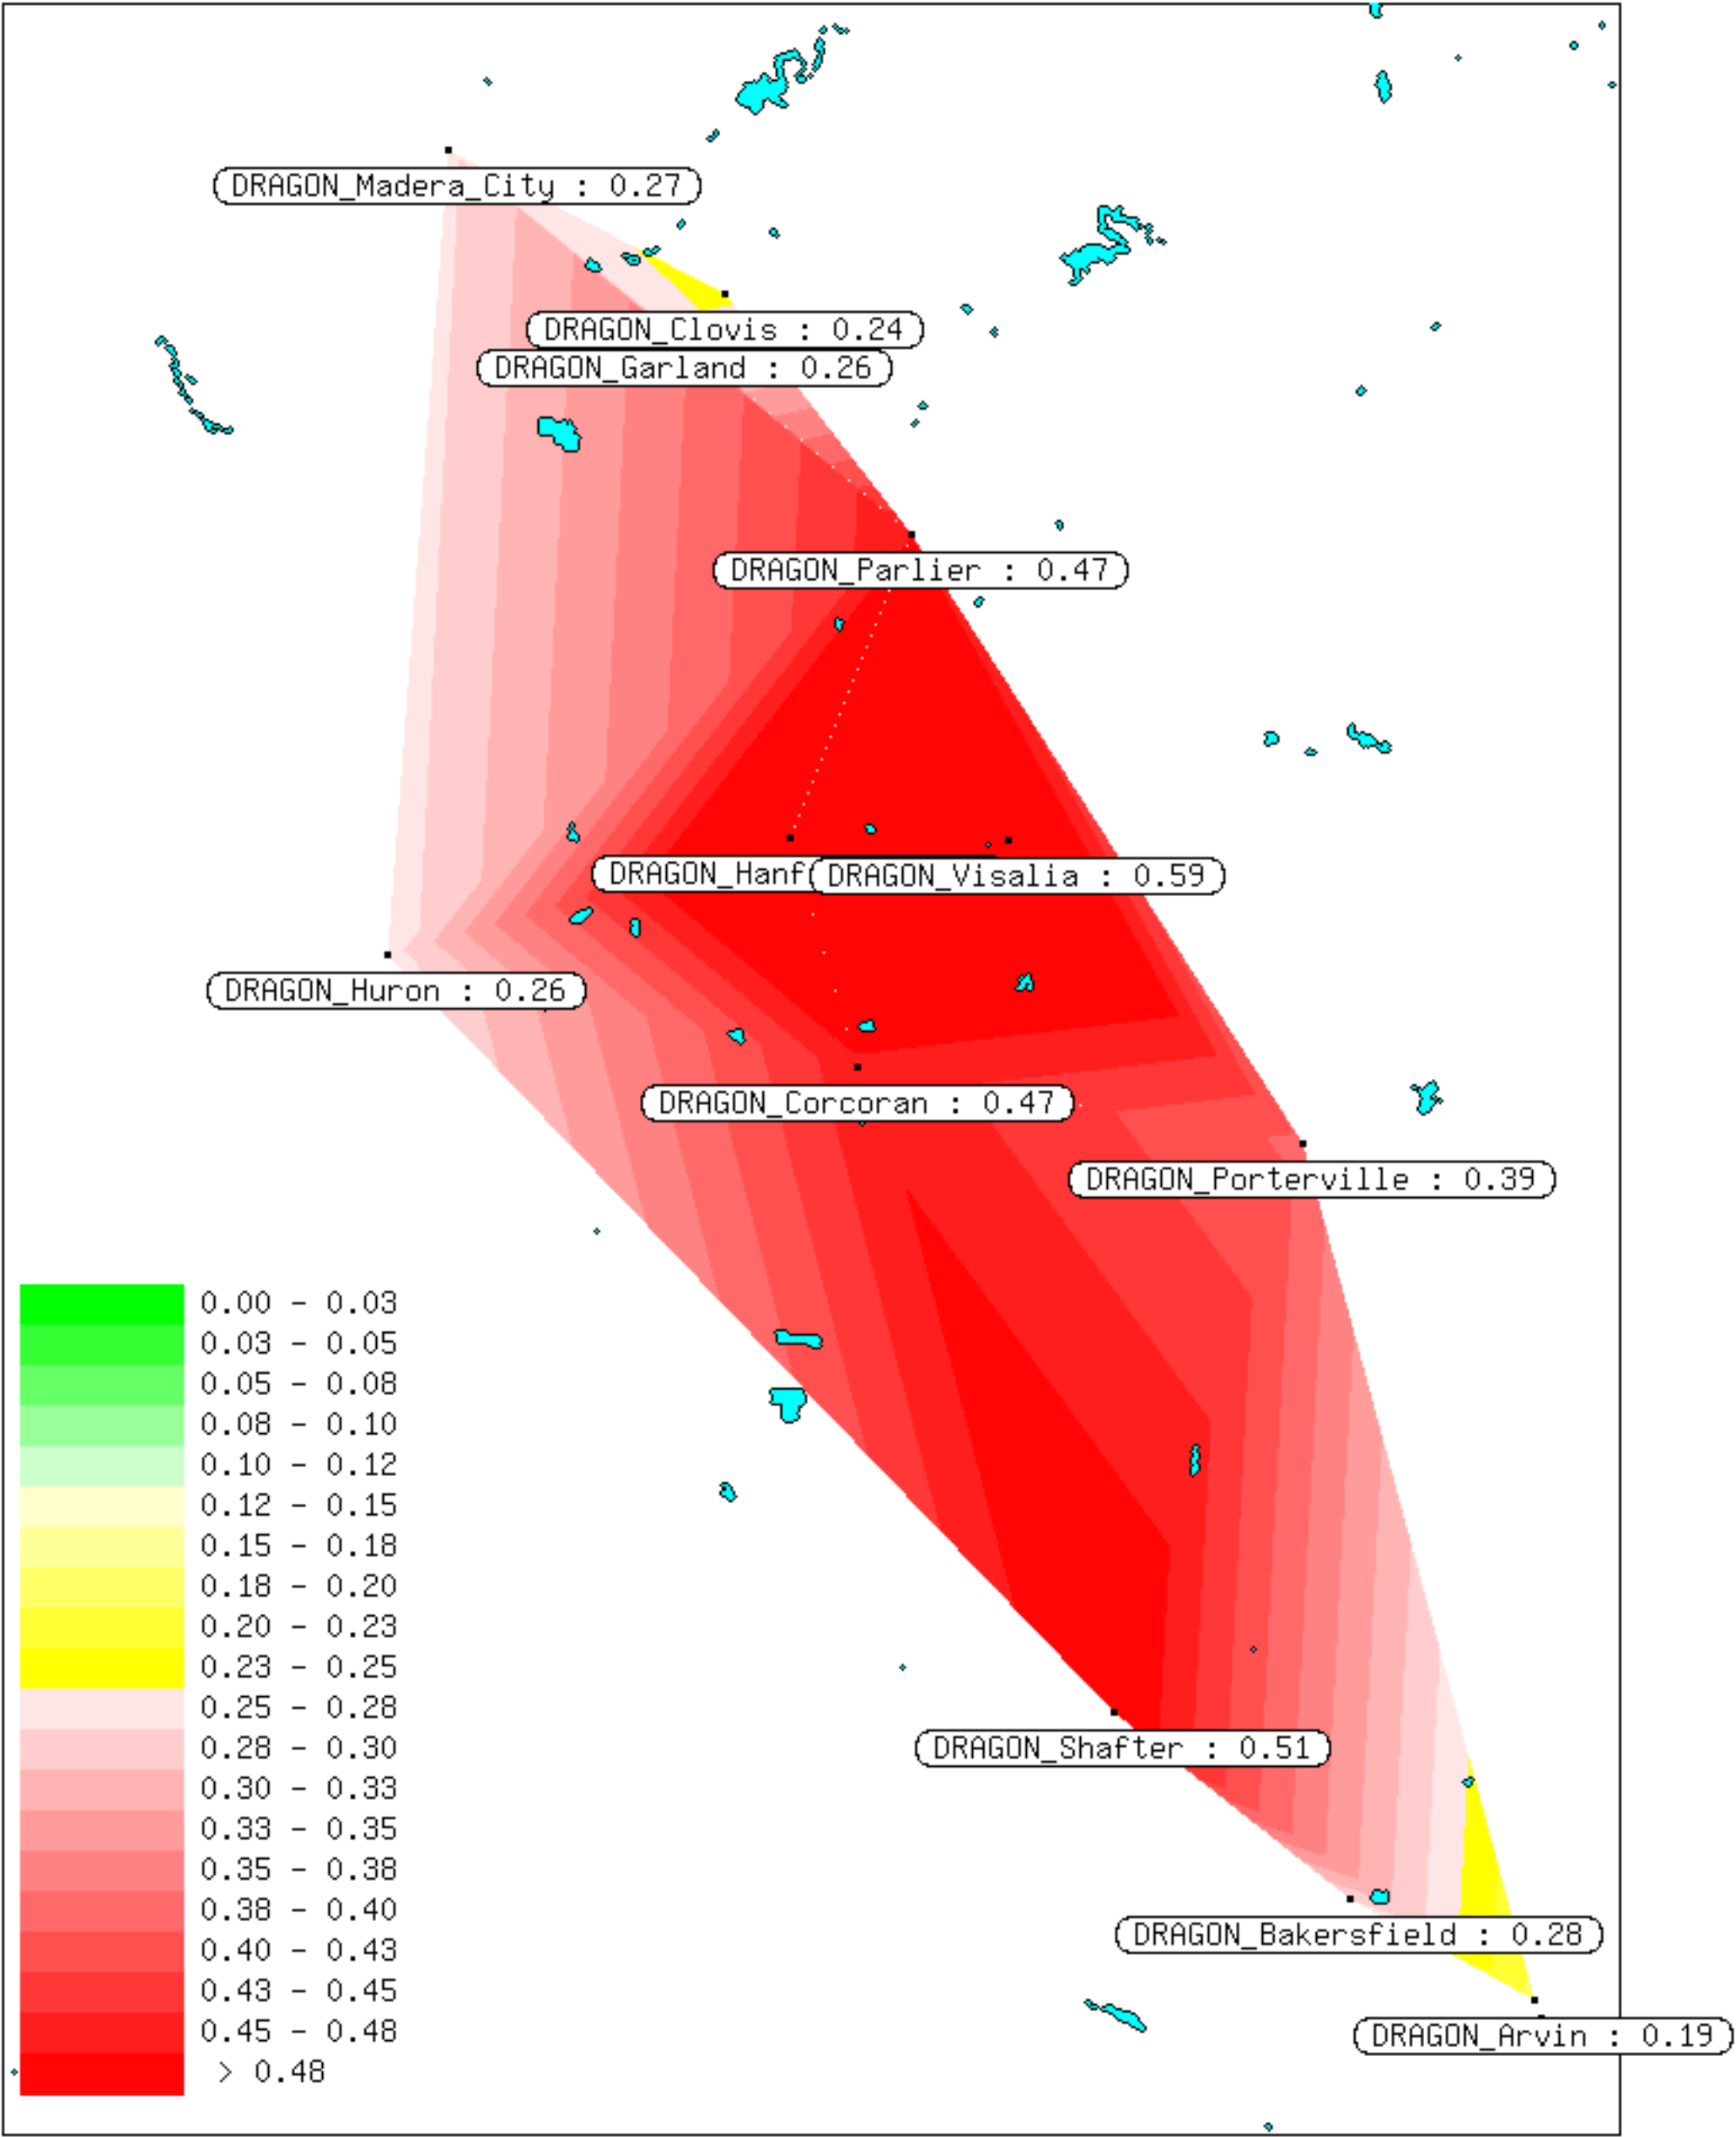 DRAGON_Madera_City : 0.27
DRAGON_Clovis : 0.24
DRAGON_Garland : 0.26
DRAGON_Parlier : 0.47
DRAGON_Visalia : 0.59
DRAGON_Huron : 0.26
DRAGON_Corcoran : 0.47
DRAGON_Porterville : 0.39
0.00 - 0.03
0.03 - 0.05
0.05 - 0.08
0.08 - 0.10
0.10 - 0.12
0.12 - 0.15
0.15 - 0.18
0.18 - 0.20
0.20 - 0.23
0.23 - 0.25
0.25 - 0.28
0.28 - 0.30
0.30 - 0.33
0.33 - 0.35
0.35 - 0.38
0.38 - 0.40
0.40 - 0.43
0.43 - 0.45
0.45 - 0.48
> 0.48
DRAGON_Shafter : 0.51
DRAGON_Bakersfield : 0.28
DRAGON_Arvin : 0.19